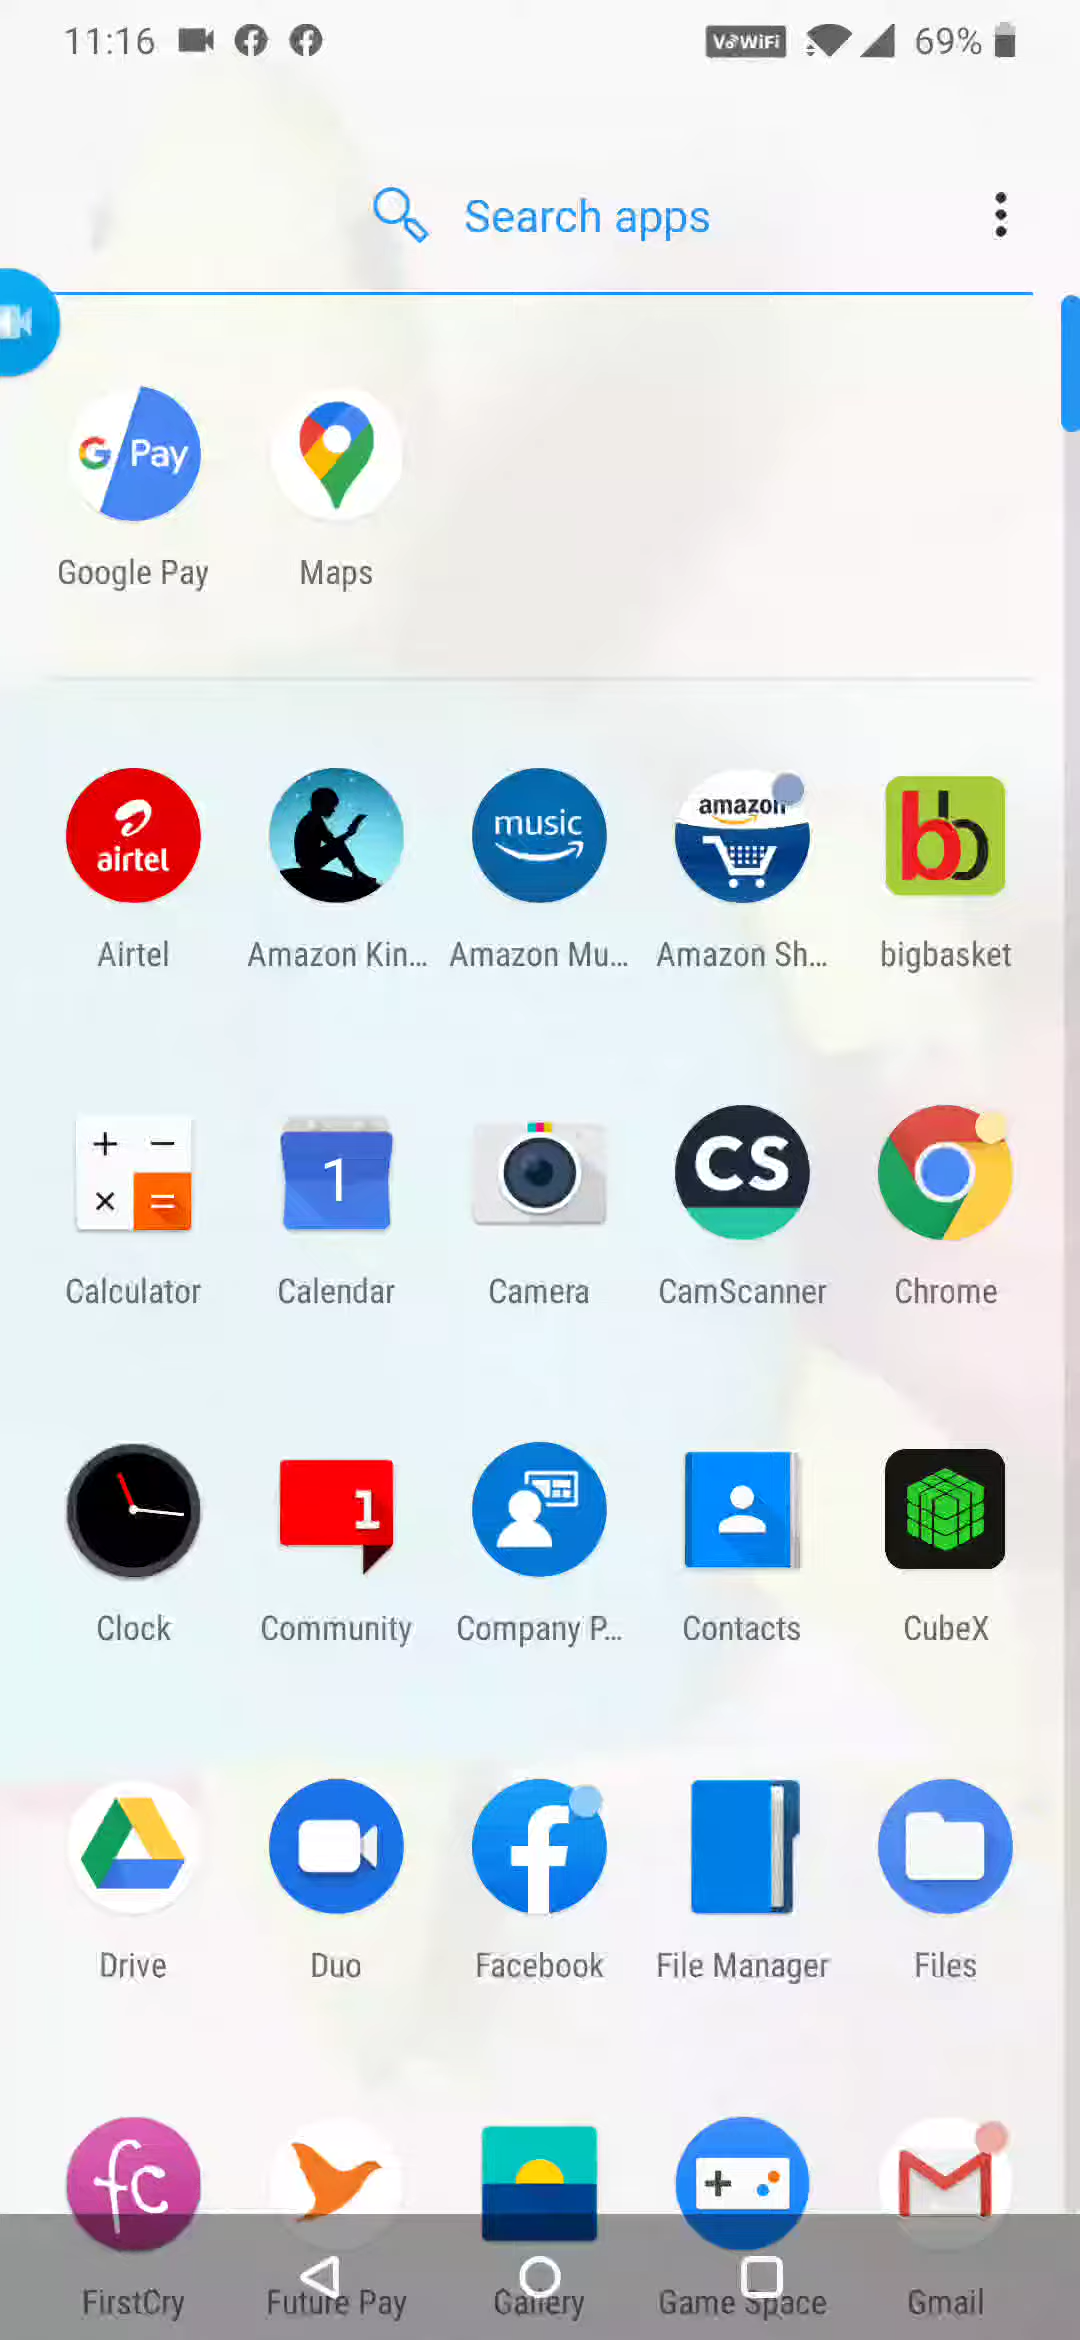 11:16
VoWiFi
69%
Search apps
G Pay
Google Pay
Maps
airtel
music
amazon
bb
Airtel
Amazon Kin...
Amazon Mu...
Amazon Sh...
bigbasket
+ −
× =
1
CS
Calculator
Calendar
Camera
CamScanner
Chrome
1
Clock
Community
Company P...
Contacts
CubeX
Drive
Duo
Facebook
File Manager
Files
fc
FirstCry
Future Pay
Gallery
Game Space
Gmail